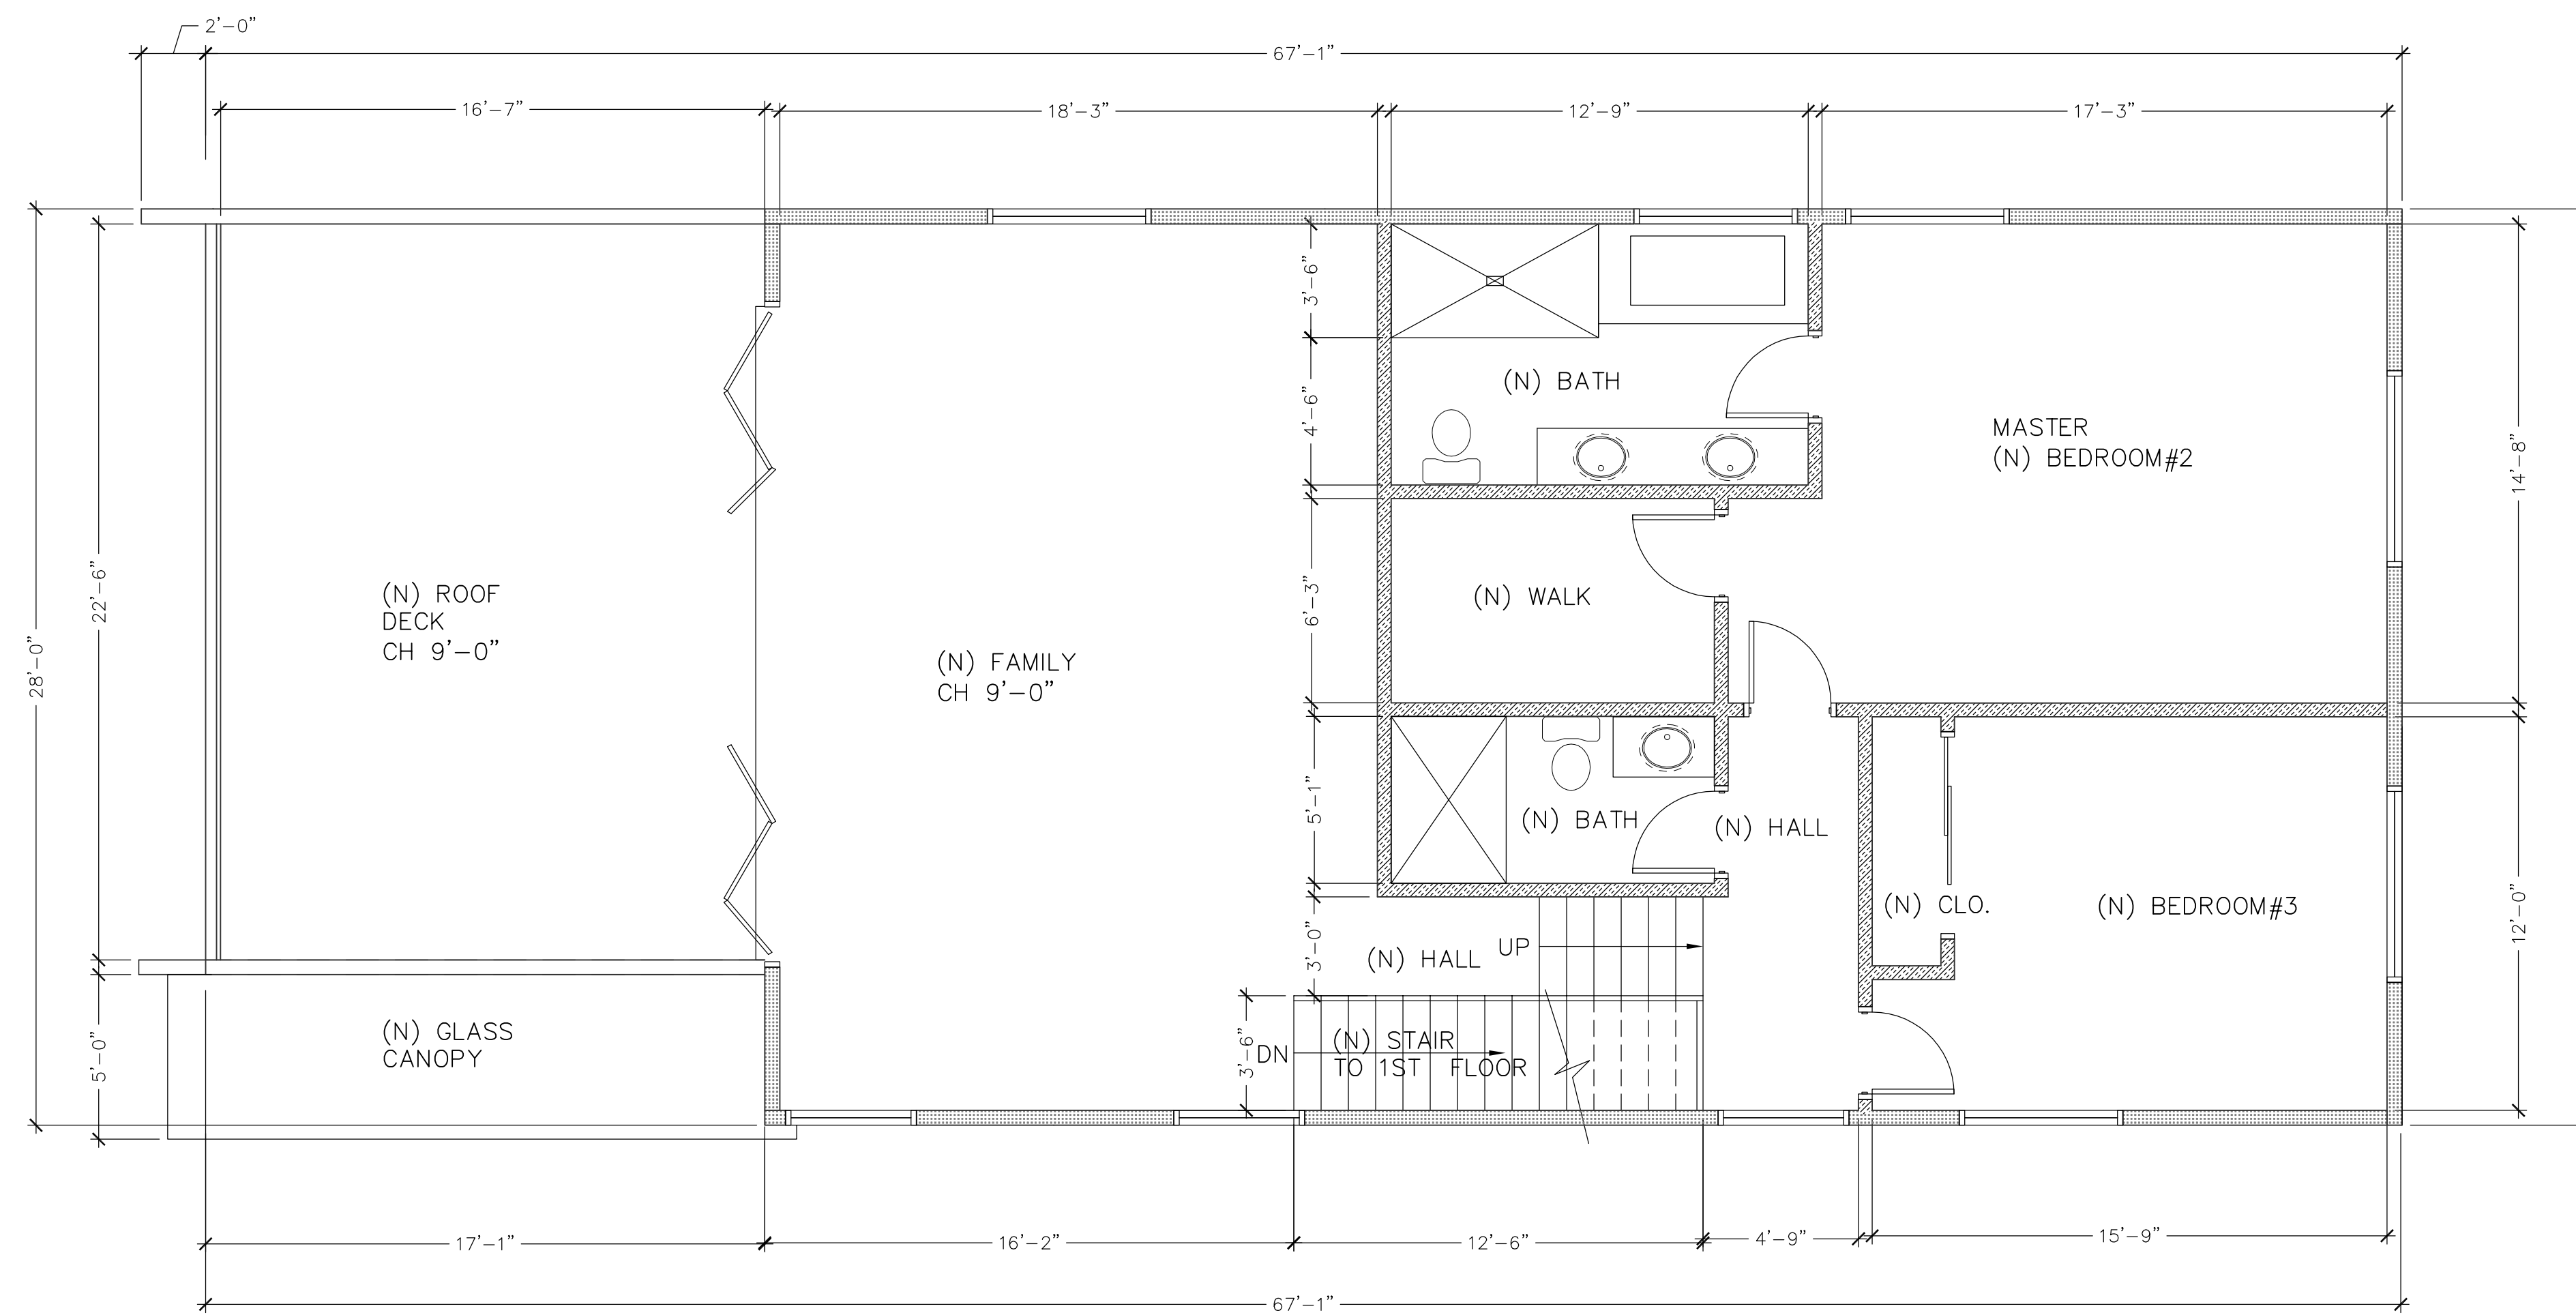 2'-0"
67'-1"
16'-7"
18'-3"
12'-9"
17'-3"
3'-6"
(N) BATH
4'-6"
MASTER
(N) BEDROOM#2
14'-8"
22'-6"
28'-0"
(N) ROOF
DECK
CH 9'-0"
(N) FAMILY
CH 9'-0"
6'-3"
(N) WALK
5'-1"
(N) BATH
(N) HALL
(N) CLO.
(N) BEDROOM#3
12'-0"
3'-0"
(N) HALL
UP
5'-0"
(N) GLASS
CANOPY
3'-6"
DN
(N) STAIR
TO 1ST FLOOR
17'-1"
16'-2"
12'-6"
4'-9"
15'-9"
67'-1"